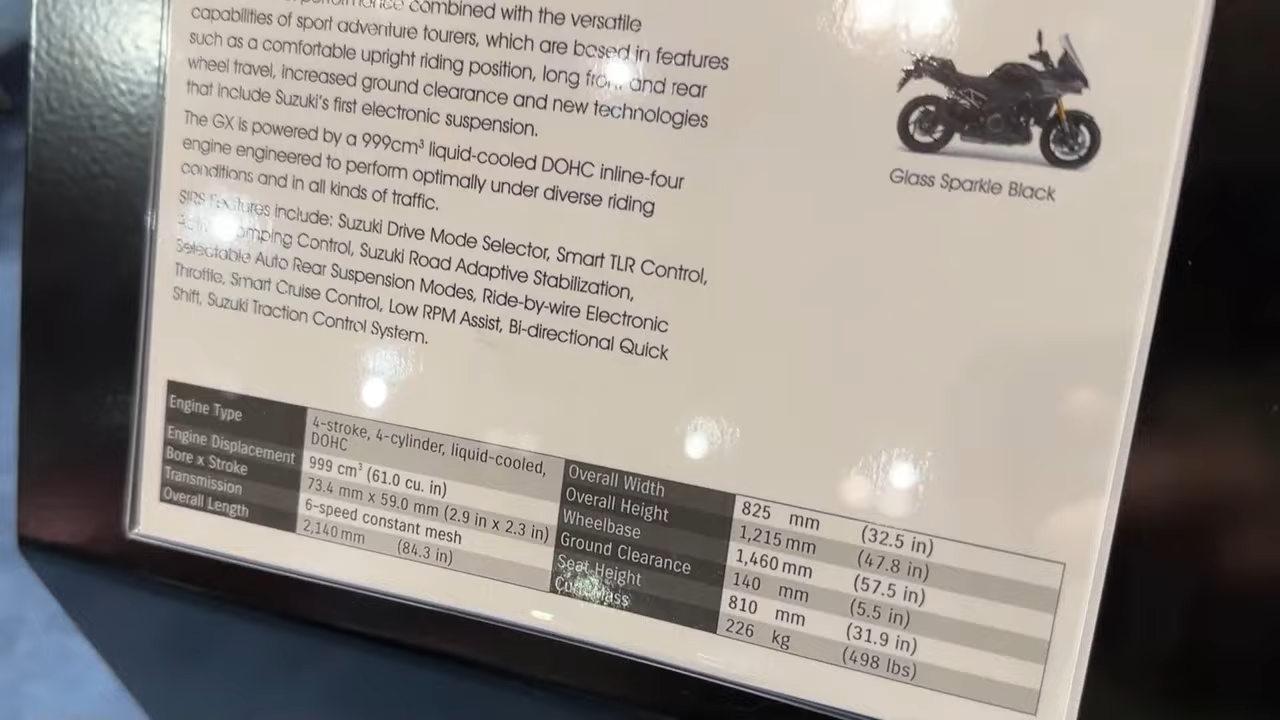 performance combined with the versatile
capabilities of sport adventure tourers, which are based in features
such as a comfortable upright riding position, long front and rear
wheel travel, increased ground clearance and new technologies
that include Suzuki's first electronic suspension.
The GX is powered by a 999cm³ liquid-cooled DOHC inline-four
engine engineered to perform optimally under diverse riding
conditions and in all kinds of traffic.
SIRS Features include: Suzuki Drive Mode Selector, Smart TLR Control,
Damping Control, Suzuki Road Adaptive Stabilization,
Selectable Auto Rear Suspension Modes, Ride-by-wire Electronic
Throttle, Smart Cruise Control, Low RPM Assist, Bi-directional Quick
Shift, Suzuki Traction Control System.
Glass Sparkle Black
Engine Type 4-stroke, 4-cylinder, liquid-cooled,
DOHC
Engine Displacement 999 cm³ (61.0 cu. in)
Bore x Stroke 73.4 mm x 59.0 mm (2.9 in x 2.3 in)
Transmission 6-speed constant mesh
Overall Length 2,140 mm (84.3 in)
Overall Width 825 mm (32.5 in)
Overall Height 1,215 mm (47.8 in)
Wheelbase 1,460 mm (57.5 in)
Ground Clearance 140 mm (5.5 in)
Seat Height 810 mm (31.9 in)
Curb Mass 226 kg (498 lbs)